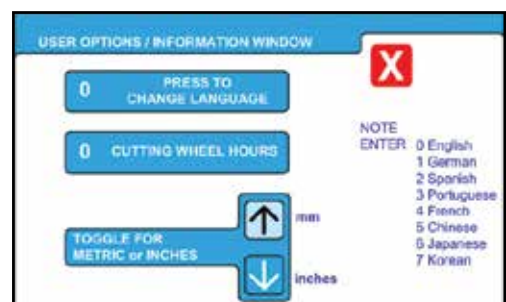 USER OPTIONS / INFORMATION WINDOW
X
0 PRESS TO
CHANGE LANGUAGE
0 CUTTING WHEEL HOURS
NOTE
ENTER 0 English
1 German
2 Spanish
3 Portuguese
4 French
5 Chinese
6 Japanese
7 Korean
mm
TOGGLE FOR
METRIC or INCHES
inches